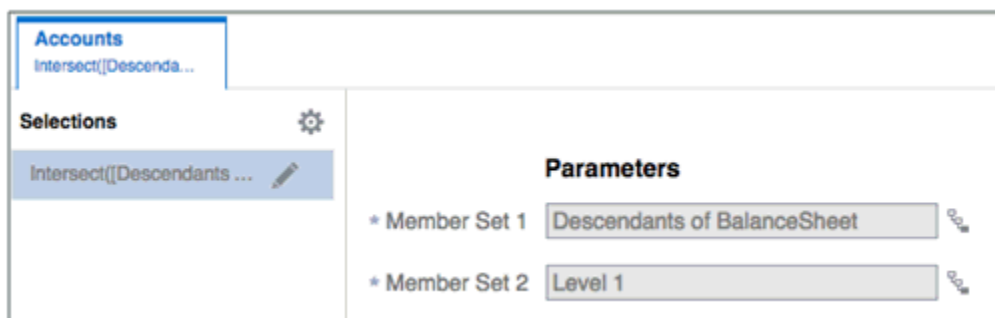 Accounts
Intersect([Descenda...
Selections
Intersect([Descendants ...
Parameters
* Member Set 1 Descendants of BalanceSheet
* Member Set 2 Level 1